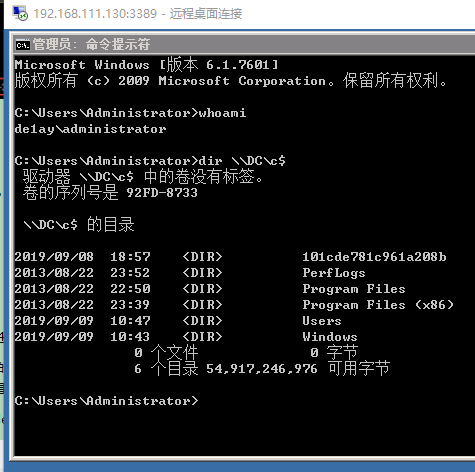 192.168.111.130:3389 - 远程桌面连接
管理员: 命令提示符
Microsoft Windows [版本 6.1.7601]
版权所有 (c) 2009 Microsoft Corporation。保留所有权利。
C:\Users\Administrator>whoami
de1ay\administrator
C:\Users\Administrator>dir \\DC\c$
驱动器 \\DC\c$ 中的卷没有标签。
卷的序列号是 92FD-8733
\\DC\c$ 的目录
2019/09/08  18:57    <DIR>          101cde781c961a208b
2013/08/22  23:52    <DIR>          PerfLogs
2013/08/22  22:50    <DIR>          Program Files
2013/08/22  23:39    <DIR>          Program Files (x86)
2019/09/09  10:47    <DIR>          Users
2019/09/09  10:43    <DIR>          Windows
0 个文件              0 字节
6 个目录 54,917,246,976 可用字节
C:\Users\Administrator>